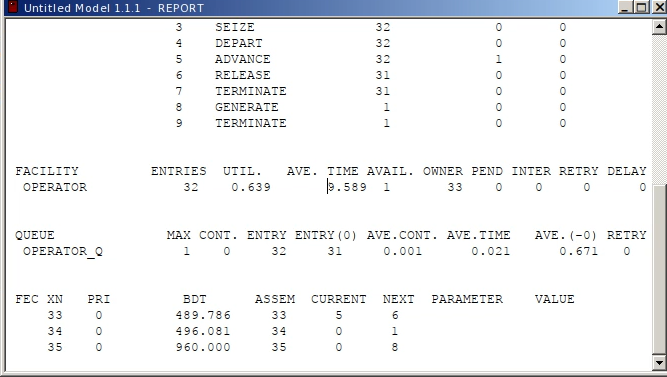 Untitled Model 1.1.1 - REPORT
3 SEIZE 32 0 0
4 DEPART 32 0 0
5 ADVANCE 32 1 0
6 RELEASE 31 0 0
7 TERMINATE 31 0 0
8 GENERATE 1 0 0
9 TERMINATE 1 0 0
FACILITY ENTRIES UTIL. AVE. TIME AVAIL. OWNER PEND INTER RETRY DELAY
OPERATOR 32 0.639 9.589 1 33 0 0 0 0
QUEUE MAX CONT. ENTRY ENTRY(0) AVE.CONT. AVE.TIME AVE.(-0) RETRY
OPERATOR_Q 1 0 32 31 0.001 0.021 0.671 0
FEC XN PRI BDT ASSEM CURRENT NEXT PARAMETER VALUE
33 0 489.786 33 5 6
34 0 496.081 34 0 1
35 0 960.000 35 0 8